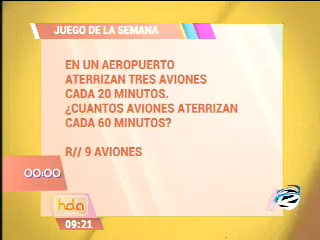 JUEGO DE LA SEMANA
EN UN AEROPUERTO
ATERRIZAN TRES AVIONES
CADA 20 MINUTOS.
¿CUANTOS AVIONES ATERRIZAN
CADA 60 MINUTOS?
R// 9 AVIONES
00:00
hda
09:21